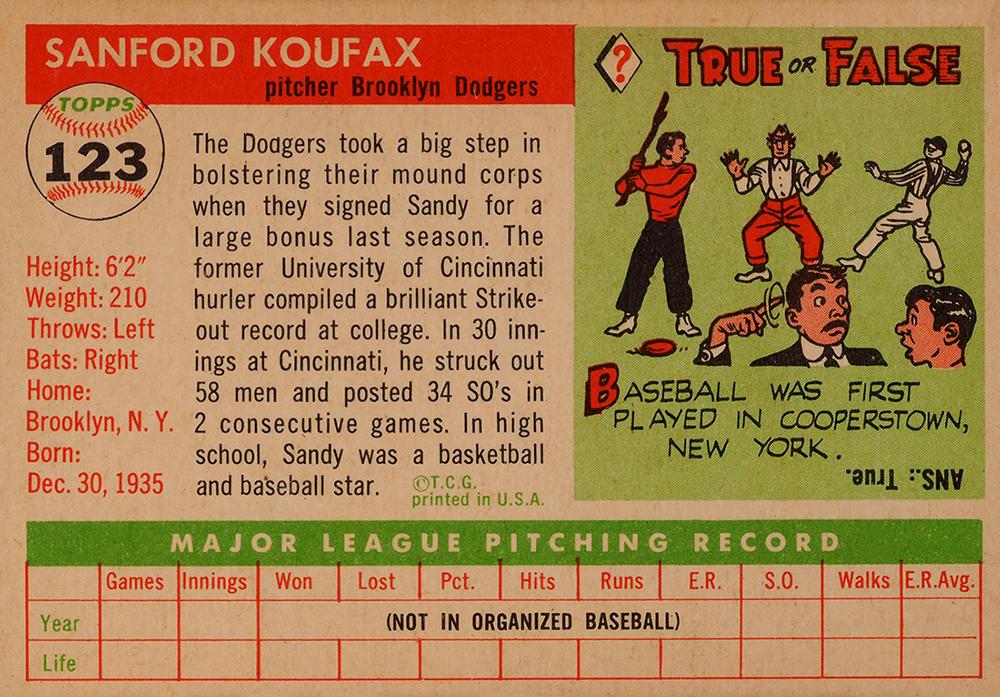 SANFORD KOUFAX
pitcher Brooklyn Dodgers
TOPPS
123
Height: 6'2"
Weight: 210
Throws: Left
Bats: Right
Home:
Brooklyn, N. Y.
Born:
Dec. 30, 1935
The Dodgers took a big step in
bolstering their mound corps
when they signed Sandy for a
large bonus last season. The
former University of Cincinnati
hurler compiled a brilliant Strike-
out record at college. In 30 inn-
ings at Cincinnati, he struck out
58 men and posted 34 SO's in
2 consecutive games. In high
school, Sandy was a basketball
and baseball star.
©T.C.G.
printed in U.S.A.
?
TRUE OR FALSE
BASEBALL WAS FIRST
PLAYED IN COOPERSTOWN,
NEW YORK.
ANS.: True.
MAJOR LEAGUE PITCHING RECORD
Games Innings Won Lost Pct. Hits Runs E.R. S.O. Walks E.R.Avg.
Year (NOT IN ORGANIZED BASEBALL)
Life